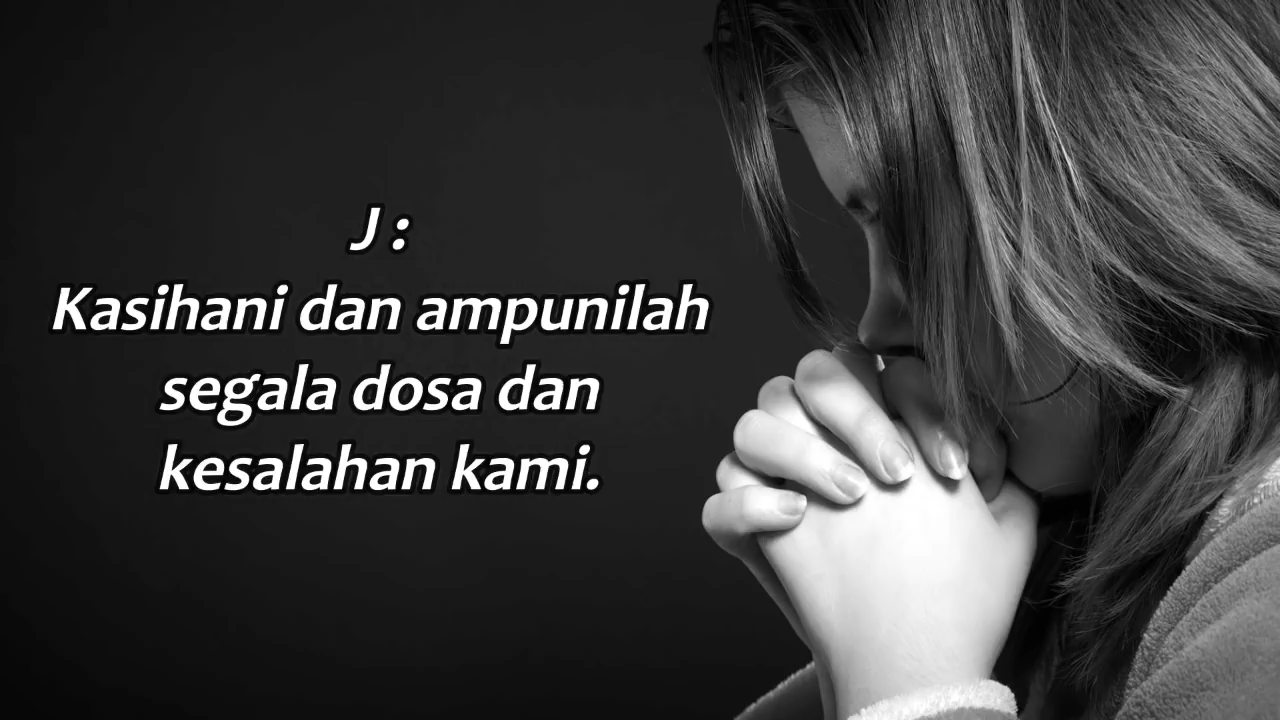 J :
Kasihani dan ampunilah
segala dosa dan
kesalahan kami.